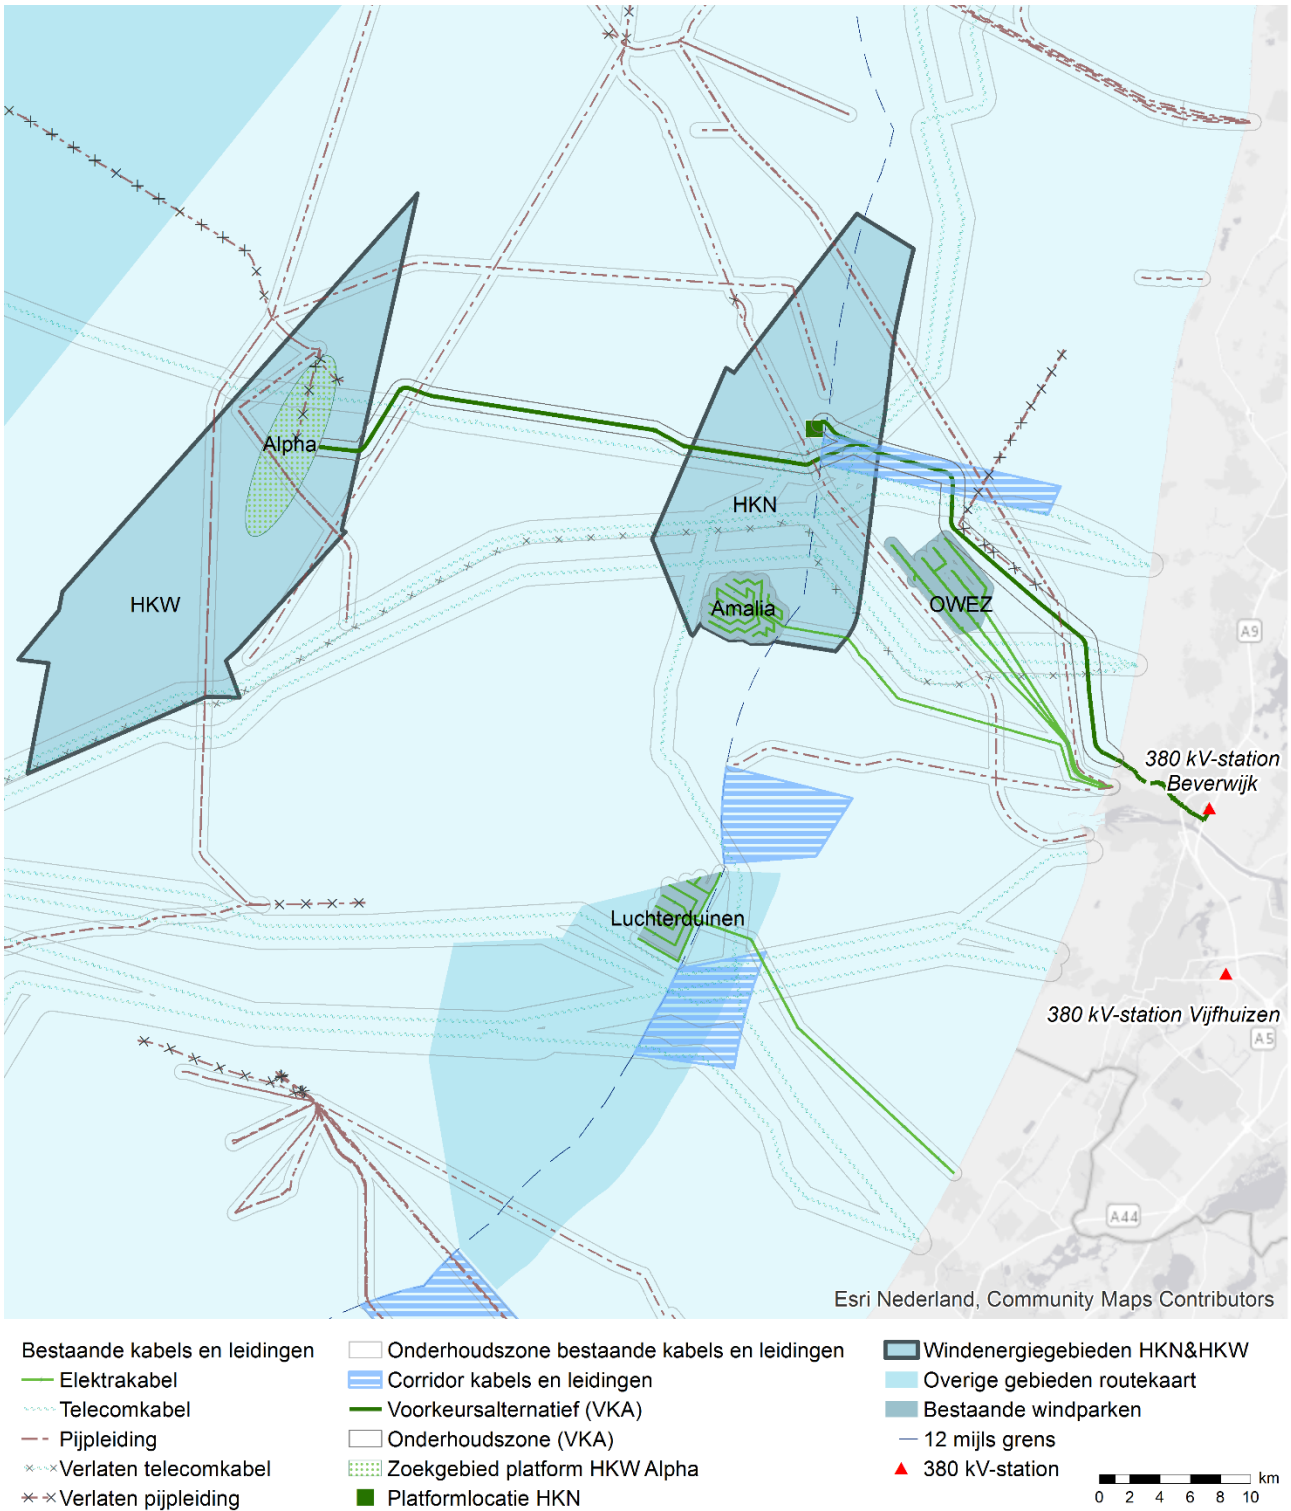 Alpha
HKN
HKW
Amalia
OWEZ
A9
380 kV-station
Beverwijk
Luchterduinen
380 kV-station Vijfhuizen
A5
A44
Esri Nederland, Community Maps Contributors
Bestaande kabels en leidingen
Elektrakabel
Telecomkabel
Pijpleiding
Verlaten telecomkabel
Verlaten pijpleiding
Onderhoudszone bestaande kabels en leidingen
Corridor kabels en leidingen
Voorkeursalternatief (VKA)
Onderhoudszone (VKA)
Zoekgebied platform HKW Alpha
Platformlocatie HKN
Windenergiegebieden HKN&HKW
Overige gebieden routekaart
Bestaande windparken
12 mijls grens
380 kV-station
km
0 2 4 6 8 10